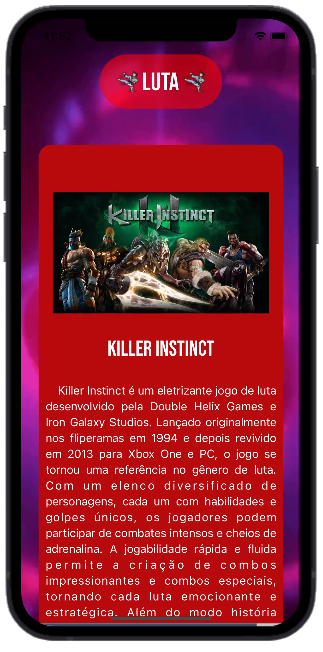 LUTA
KILLER INSTINCT
KILLER INSTINCT
Killer Instinct é um eletrizante jogo de luta
desenvolvido pela Double Helix Games e
Iron Galaxy Studios. Lançado originalmente
nos fliperamas em 1994 e depois revivido
em 2013 para Xbox One e PC, o jogo se
tornou uma referência no gênero de luta.
Com um elenco diversificado de
personagens, cada um com habilidades e
golpes únicos, os jogadores podem
participar de combates intensos e cheios de
adrenalina. A jogabilidade rápida e fluida
permite a criação de combos
impressionantes e combos especiais,
tornando cada luta emocionante e
estratégica. Além do modo história